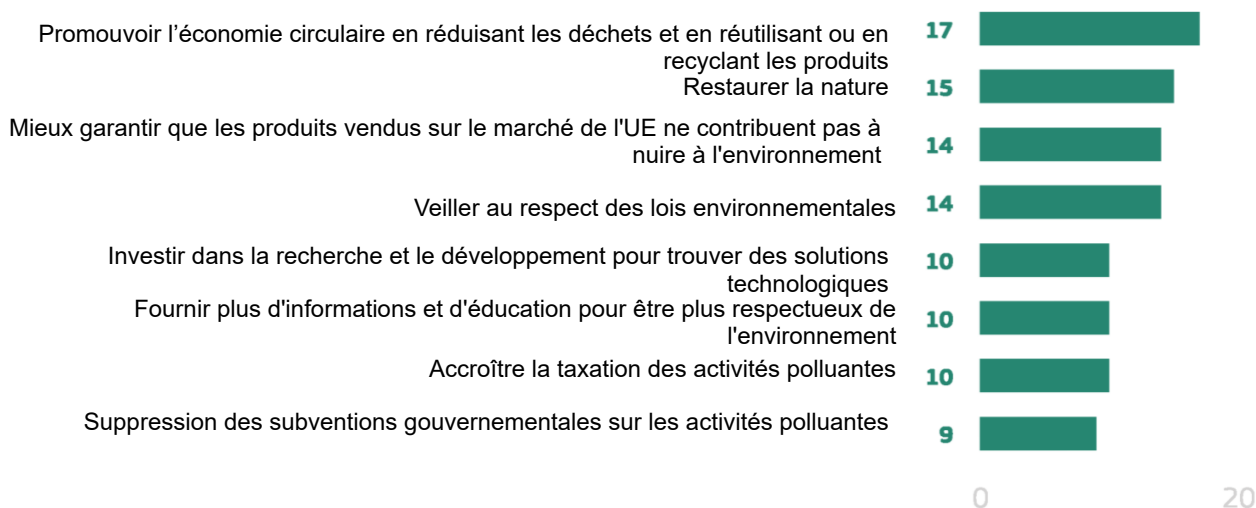 Promouvoir l’économie circulaire en réduisant les déchets et en réutilisant ou en
recyclant les produits
17
Restaurer la nature
15
Mieux garantir que les produits vendus sur le marché de l'UE ne contribuent pas à
nuire à l'environnement
14
Veiller au respect des lois environnementales
14
Investir dans la recherche et le développement pour trouver des solutions
technologiques
10
Fournir plus d'informations et d'éducation pour être plus respectueux de
l'environnement
10
Accroître la taxation des activités polluantes
10
Suppression des subventions gouvernementales sur les activités polluantes
9
0
20